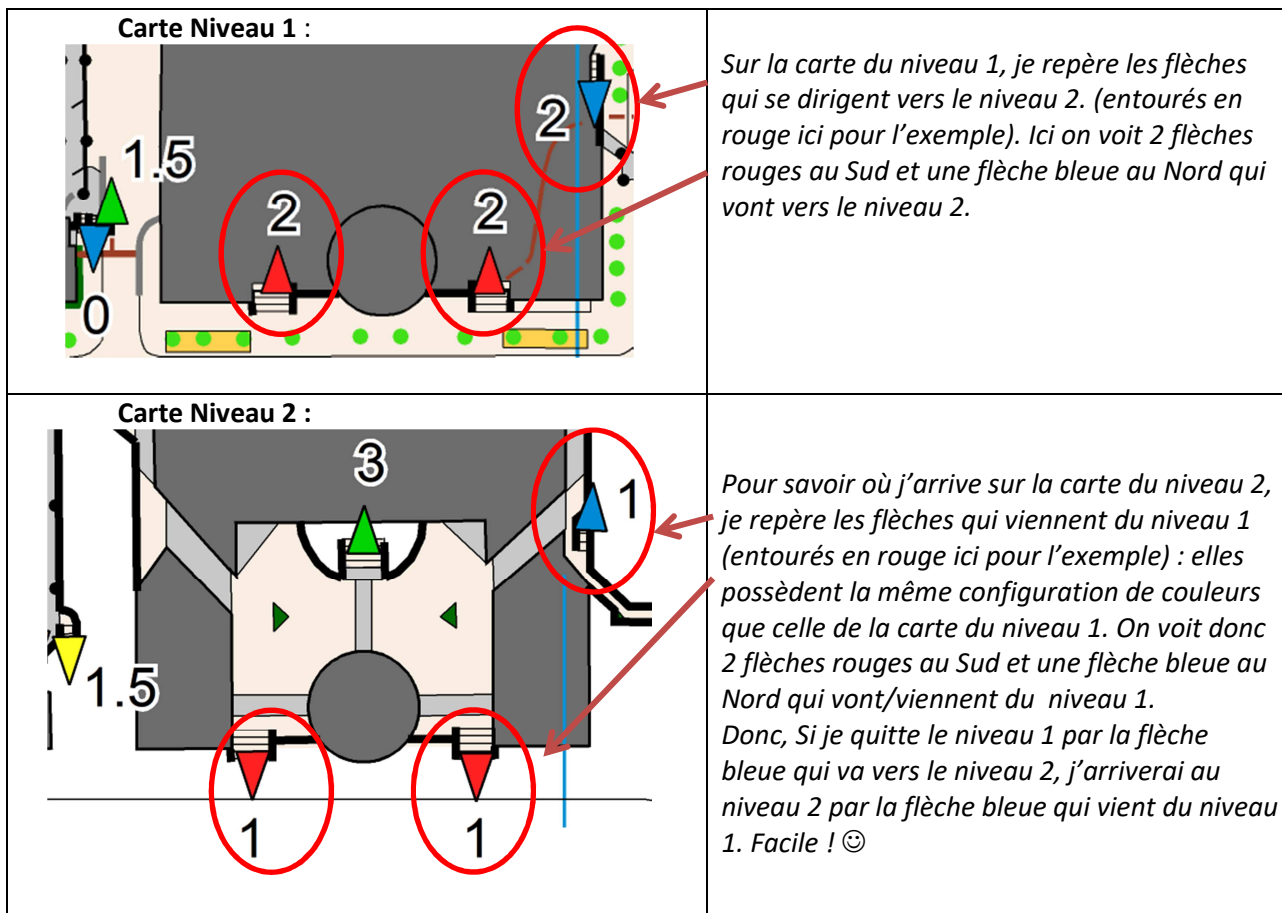 Carte Niveau 1 :
2
1.5
2
2
0
Sur la carte du niveau 1, je repère les flèches
qui se dirigent vers le niveau 2. (entourés en
rouge ici pour l’exemple). Ici on voit 2 flèches
rouges au Sud et une flèche bleue au Nord qui
vont vers le niveau 2.
Carte Niveau 2 :
3
1
1.5
1
1
Pour savoir où j’arrive sur la carte du niveau 2,
je repère les flèches qui viennent du niveau 1
(entourés en rouge ici pour l’exemple) : elles
possèdent la même configuration de couleurs
que celle de la carte du niveau 1. On voit donc
2 flèches rouges au Sud et une flèche bleue au
Nord qui vont/viennent du niveau 1.
Donc, Si je quitte le niveau 1 par la flèche
bleue qui va vers le niveau 2, j’arriverai au
niveau 2 par la flèche bleue qui vient du niveau
1. Facile ! ☺